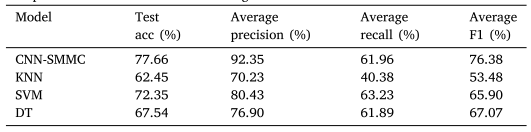 Model Test Average Average Average
acc (%) precision (%) recall (%) F1 (%)
CNN-SMMC 77.66 92.35 61.96 76.38
KNN 62.45 70.23 40.38 53.48
SVM 72.35 80.43 63.23 65.90
DT 67.54 76.90 61.89 67.07